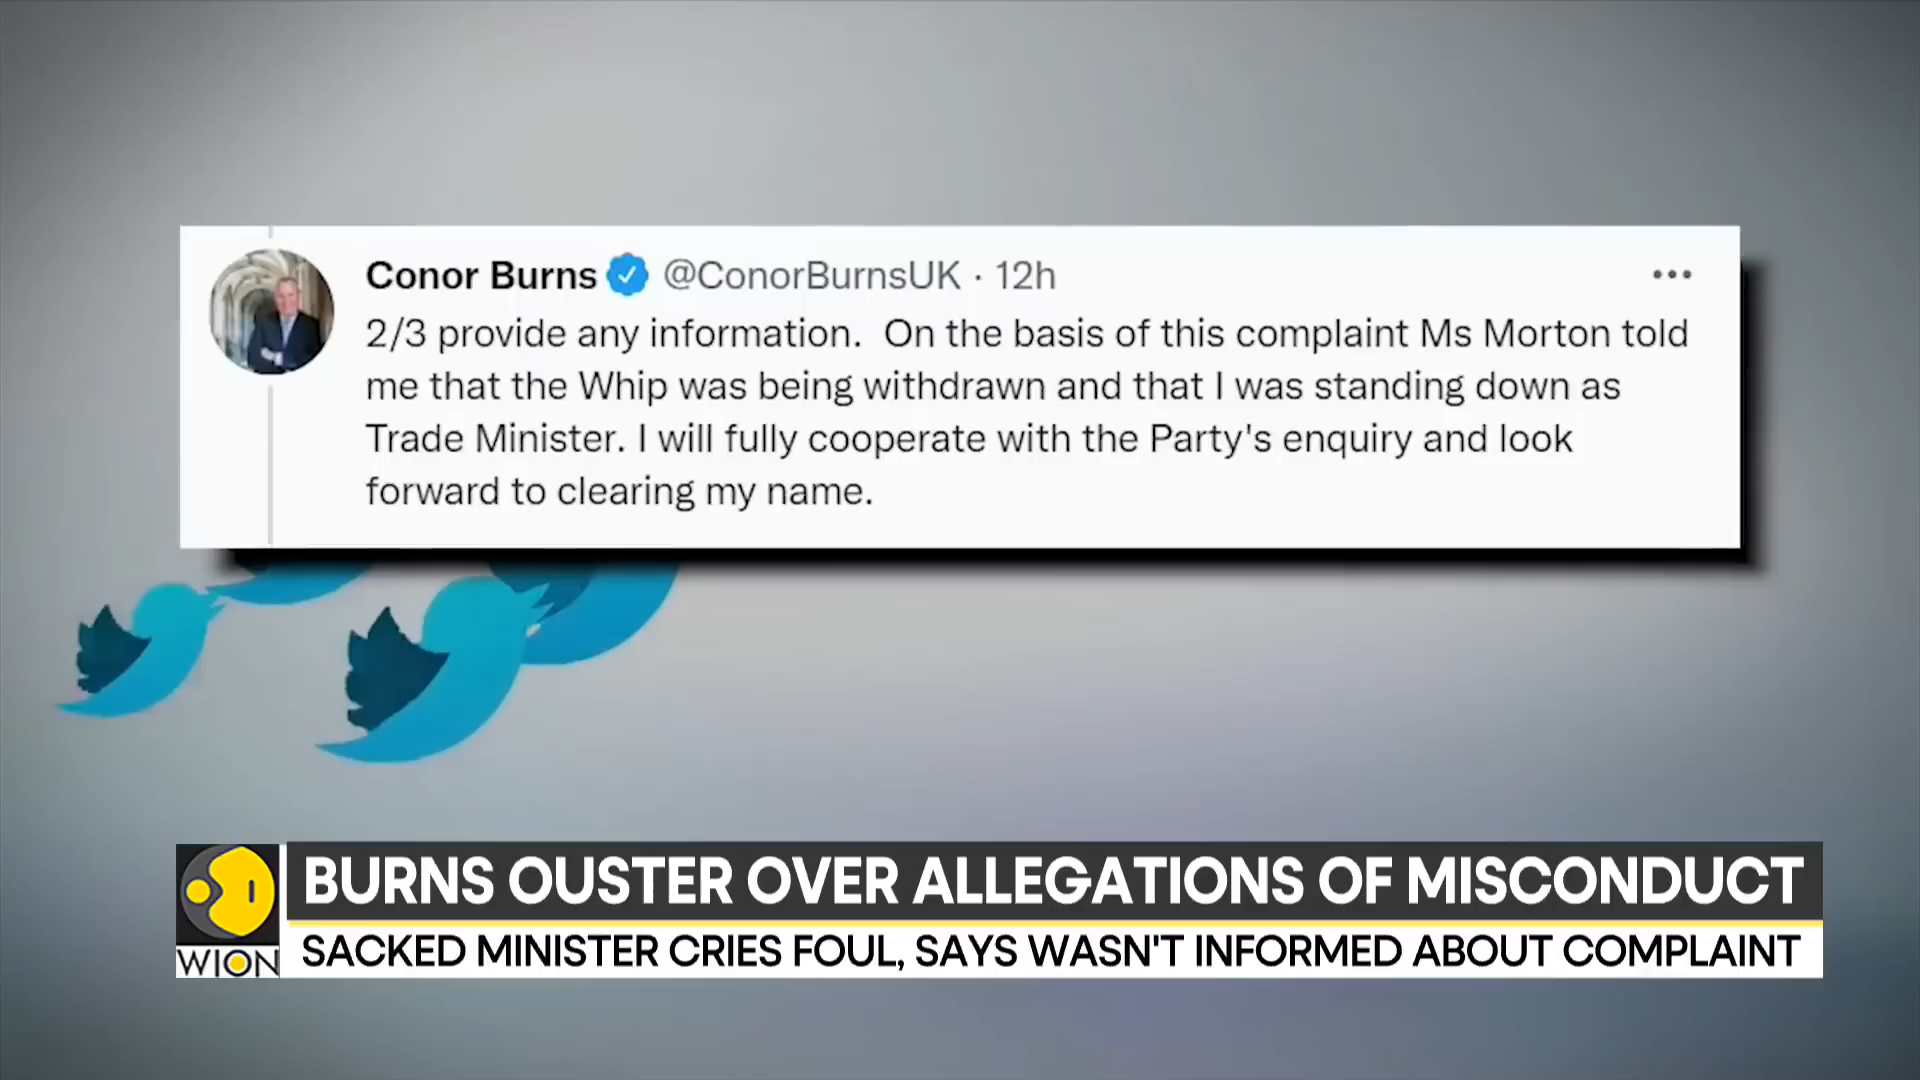 Conor Burns @ConorBurnsUK · 12h
2/3 provide any information.  On the basis of this complaint Ms Morton told
me that the Whip was being withdrawn and that I was standing down as
Trade Minister. I will fully cooperate with the Party's enquiry and look
forward to clearing my name.
BURNS OUSTER OVER ALLEGATIONS OF MISCONDUCT
SACKED MINISTER CRIES FOUL, SAYS WASN'T INFORMED ABOUT COMPLAINT
WION